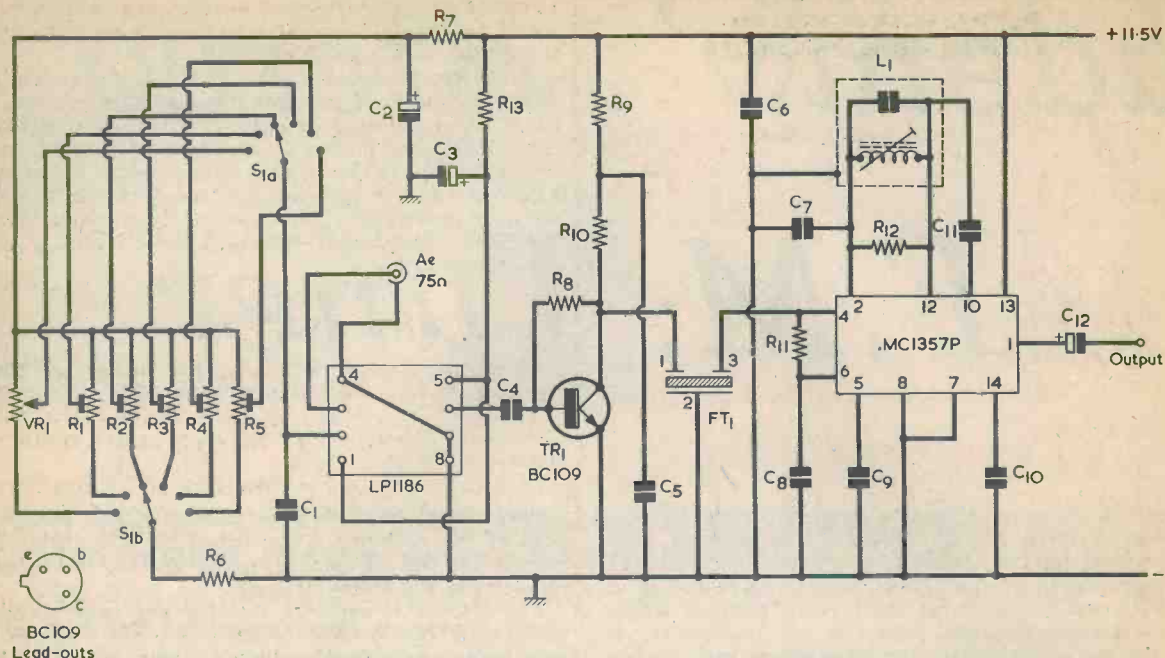 R7
+11·5V
L1
C2
+
R13
R9
C6
S1a
C3
+
C7
R12
C11
R10
Ae
75Ω
R8
2
12
10
13
4
MC1357P
1
C12
+
Output
R11
6
5
8
7
14
4
5
C4
1
3
2
FT1
VR1
R1
R2
R3
R4
R5
1
8
LP1186
TR1
BC109
C5
C8
C9
C10
C1
S1b
R6
−
e
b
c
BC109
Lead-outs